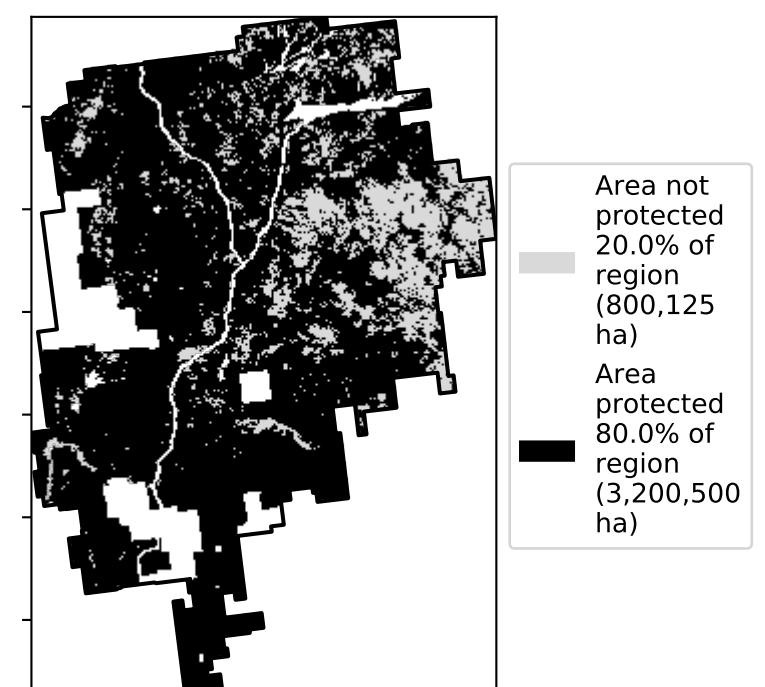 Area not
protected
20.0% of
region
(800,125
ha)
Area
protected
80.0% of
region
(3,200,500
ha)